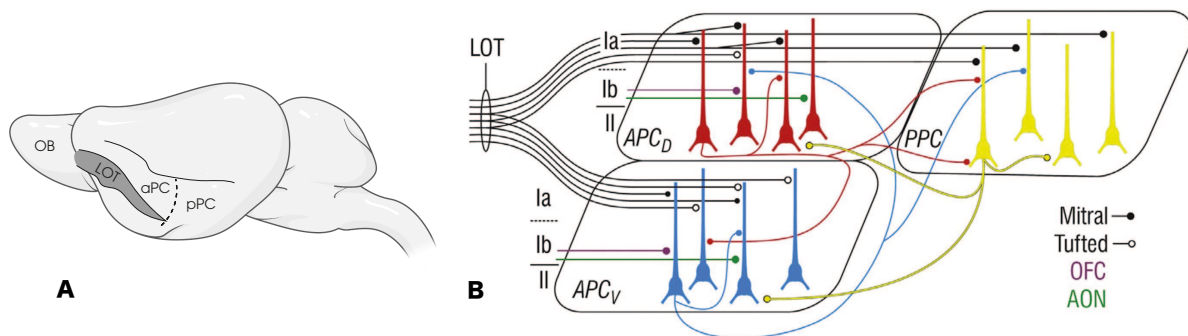 OB
LOT
aPC
pPC
A
LOT
Ia
Ib
II
APC_D
PPC
Ia
Ib
II
APC_V
Mitral
Tufted
OFC
AON
B